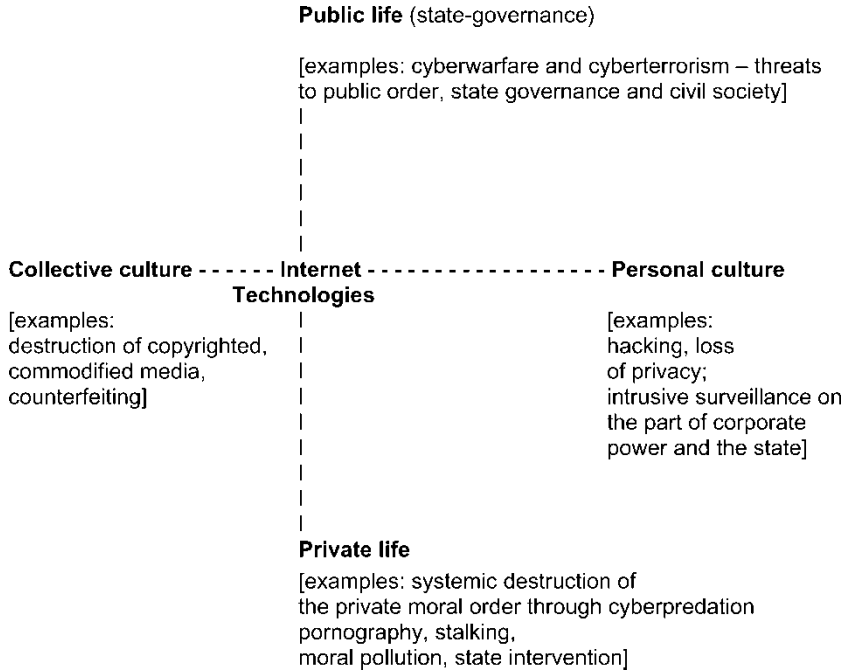 Public life (state-governance)
[examples: cyberwarfare and cyberterrorism – threats
to public order, state governance and civil society]
Collective culture - - - - - - Internet - - - - - - - - - - - - - - - - - - Personal culture
Technologies
[examples:
destruction of copyrighted,
commodified media,
counterfeiting]
[examples:
hacking, loss
of privacy;
intrusive surveillance on
the part of corporate
power and the state]
Private life
[examples: systemic destruction of
the private moral order through cyberpredation
pornography, stalking,
moral pollution, state intervention]